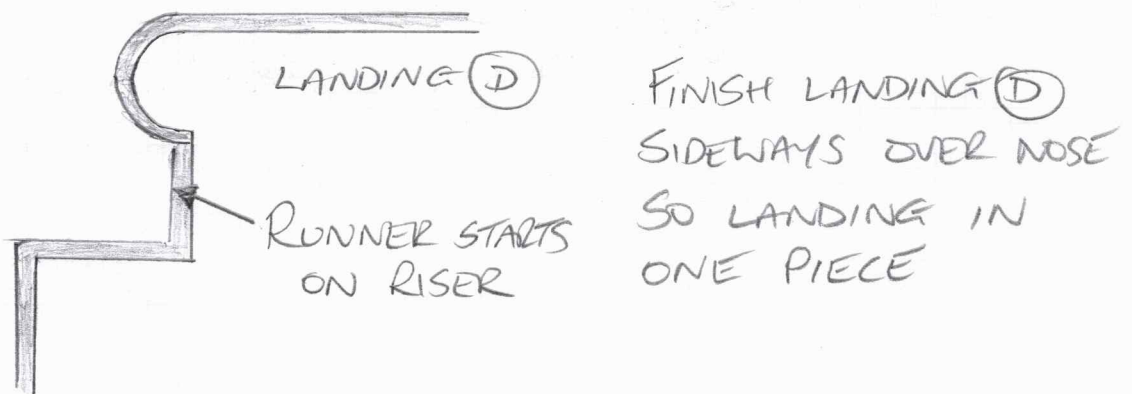 LANDING D
RUNNER STARTS
ON RISER
FINISH LANDING D
SIDEWAYS OVER NOSE
SO LANDING IN
ONE PIECE